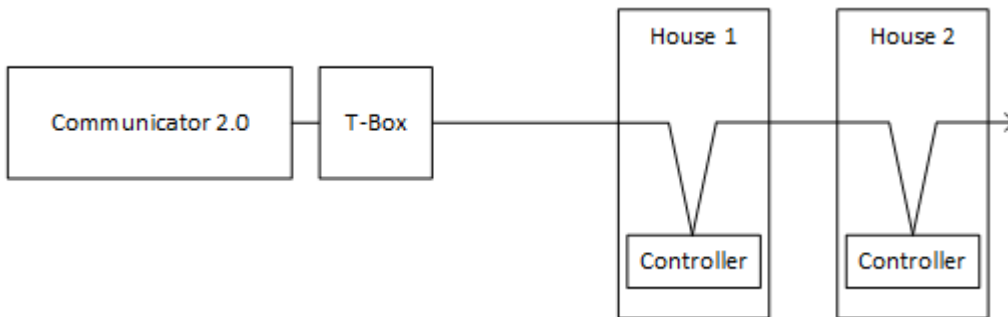 House 1
House 2
Communicator 2.0
T-Box
Controller
Controller